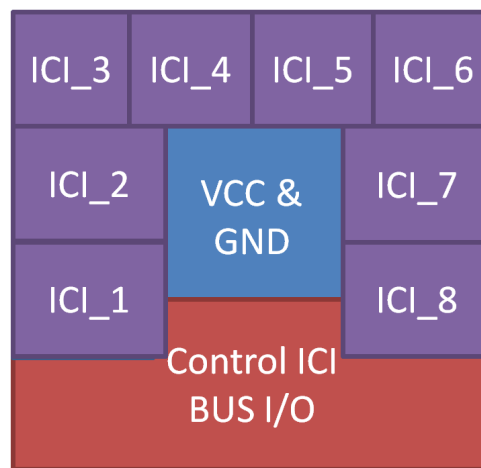 ICI_3 ICI_4 ICI_5 ICI_6
ICI_2
VCC &
GND
ICI_7
ICI_1
ICI_8
Control ICI
BUS I/O